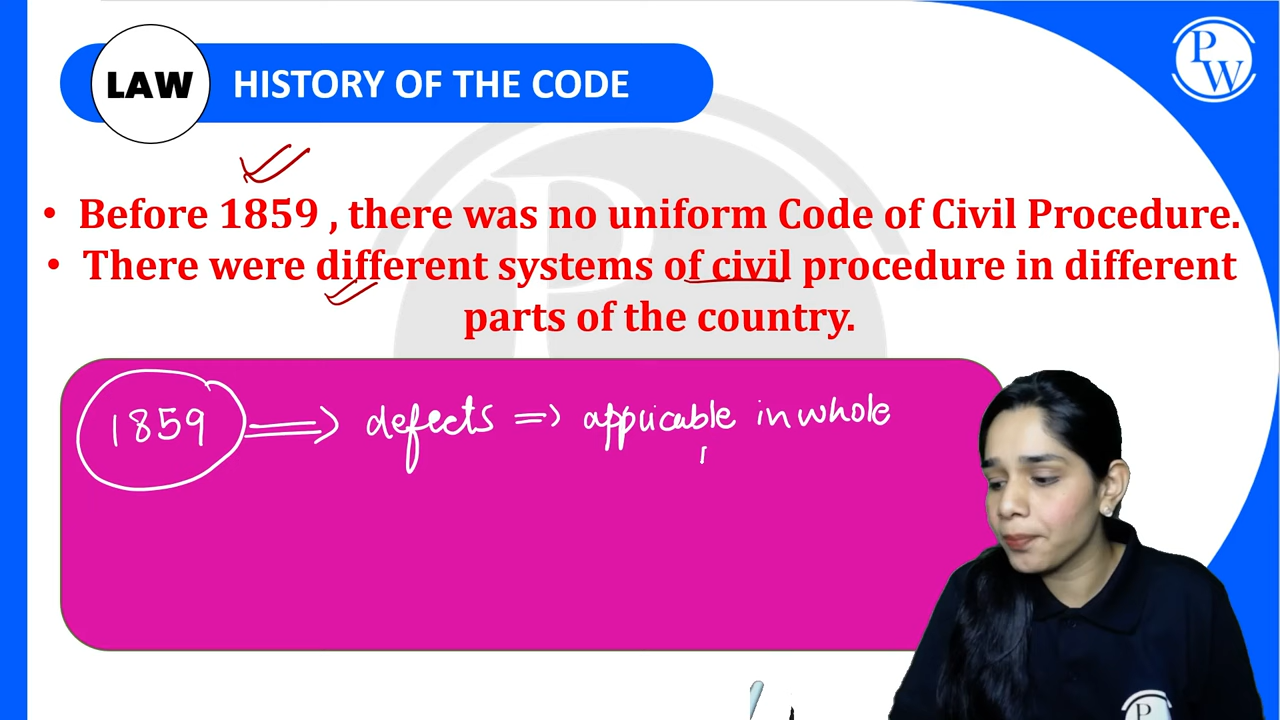 LAW HISTORY OF THE CODE
PW
• Before 1859 , there was no uniform Code of Civil Procedure.
• There were different systems of civil procedure in different
parts of the country.
1859 ⟹ defects ⟹ applicable in whole